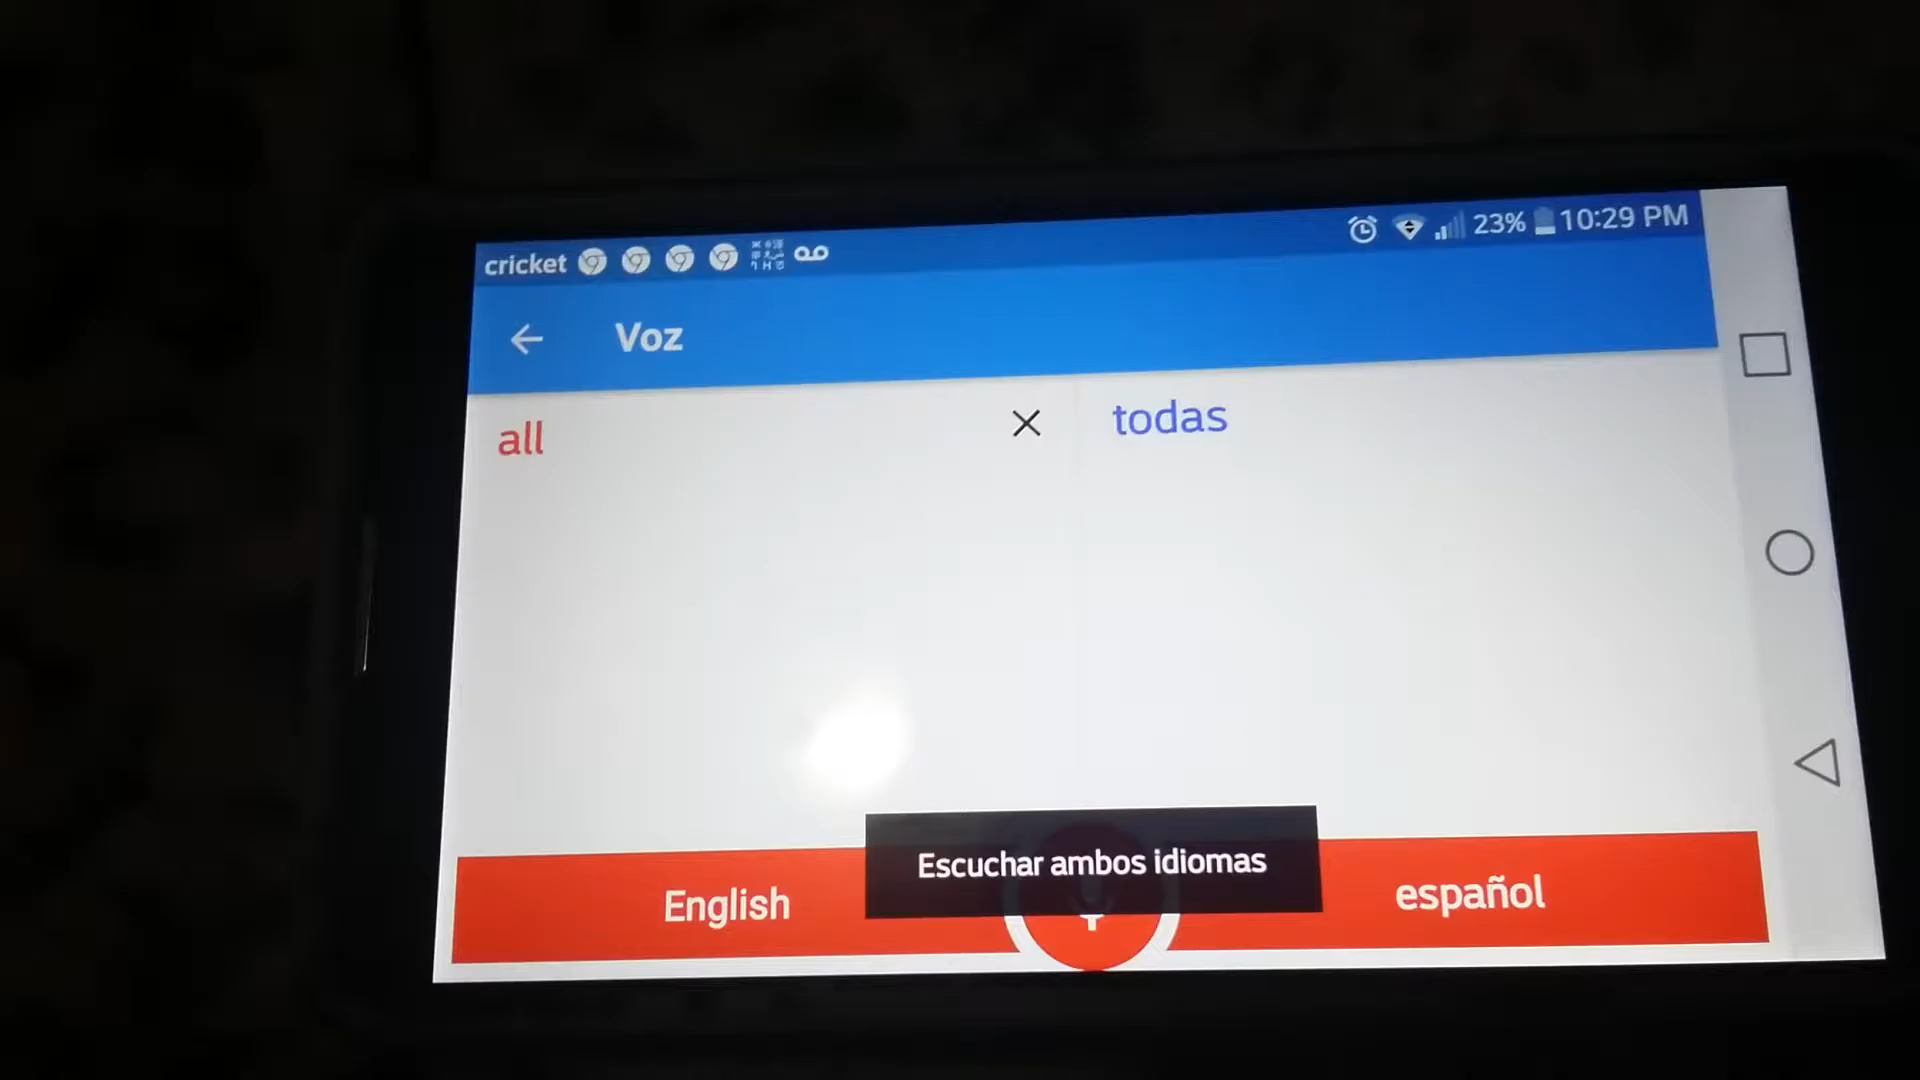 cricket 23% 10:29 PM
Voz
all
todas
Escuchar ambos idiomas
English
español